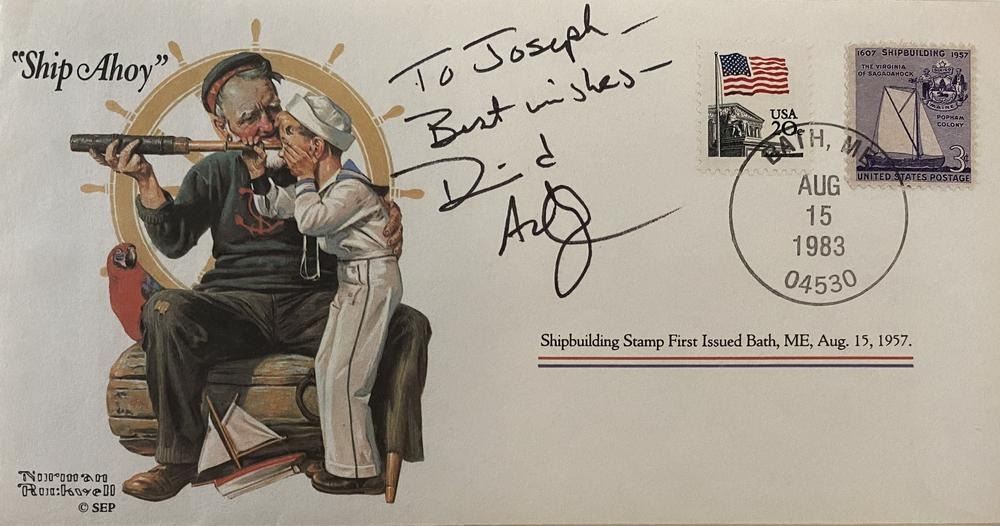 "Ship Ahoy"
To Joseph-
Best wishes-
David
USA
20c
1607 SHIPBUILDING 1957
THE VIRGINIA
OF SAGADAHOCK
POPHAM
COLONY
3¢
UNITED STATES POSTAGE
BATH, ME
AUG
15
1983
04530
Shipbuilding Stamp First Issued Bath, ME, Aug. 15, 1957.
Norman
Rockwell
© SEP